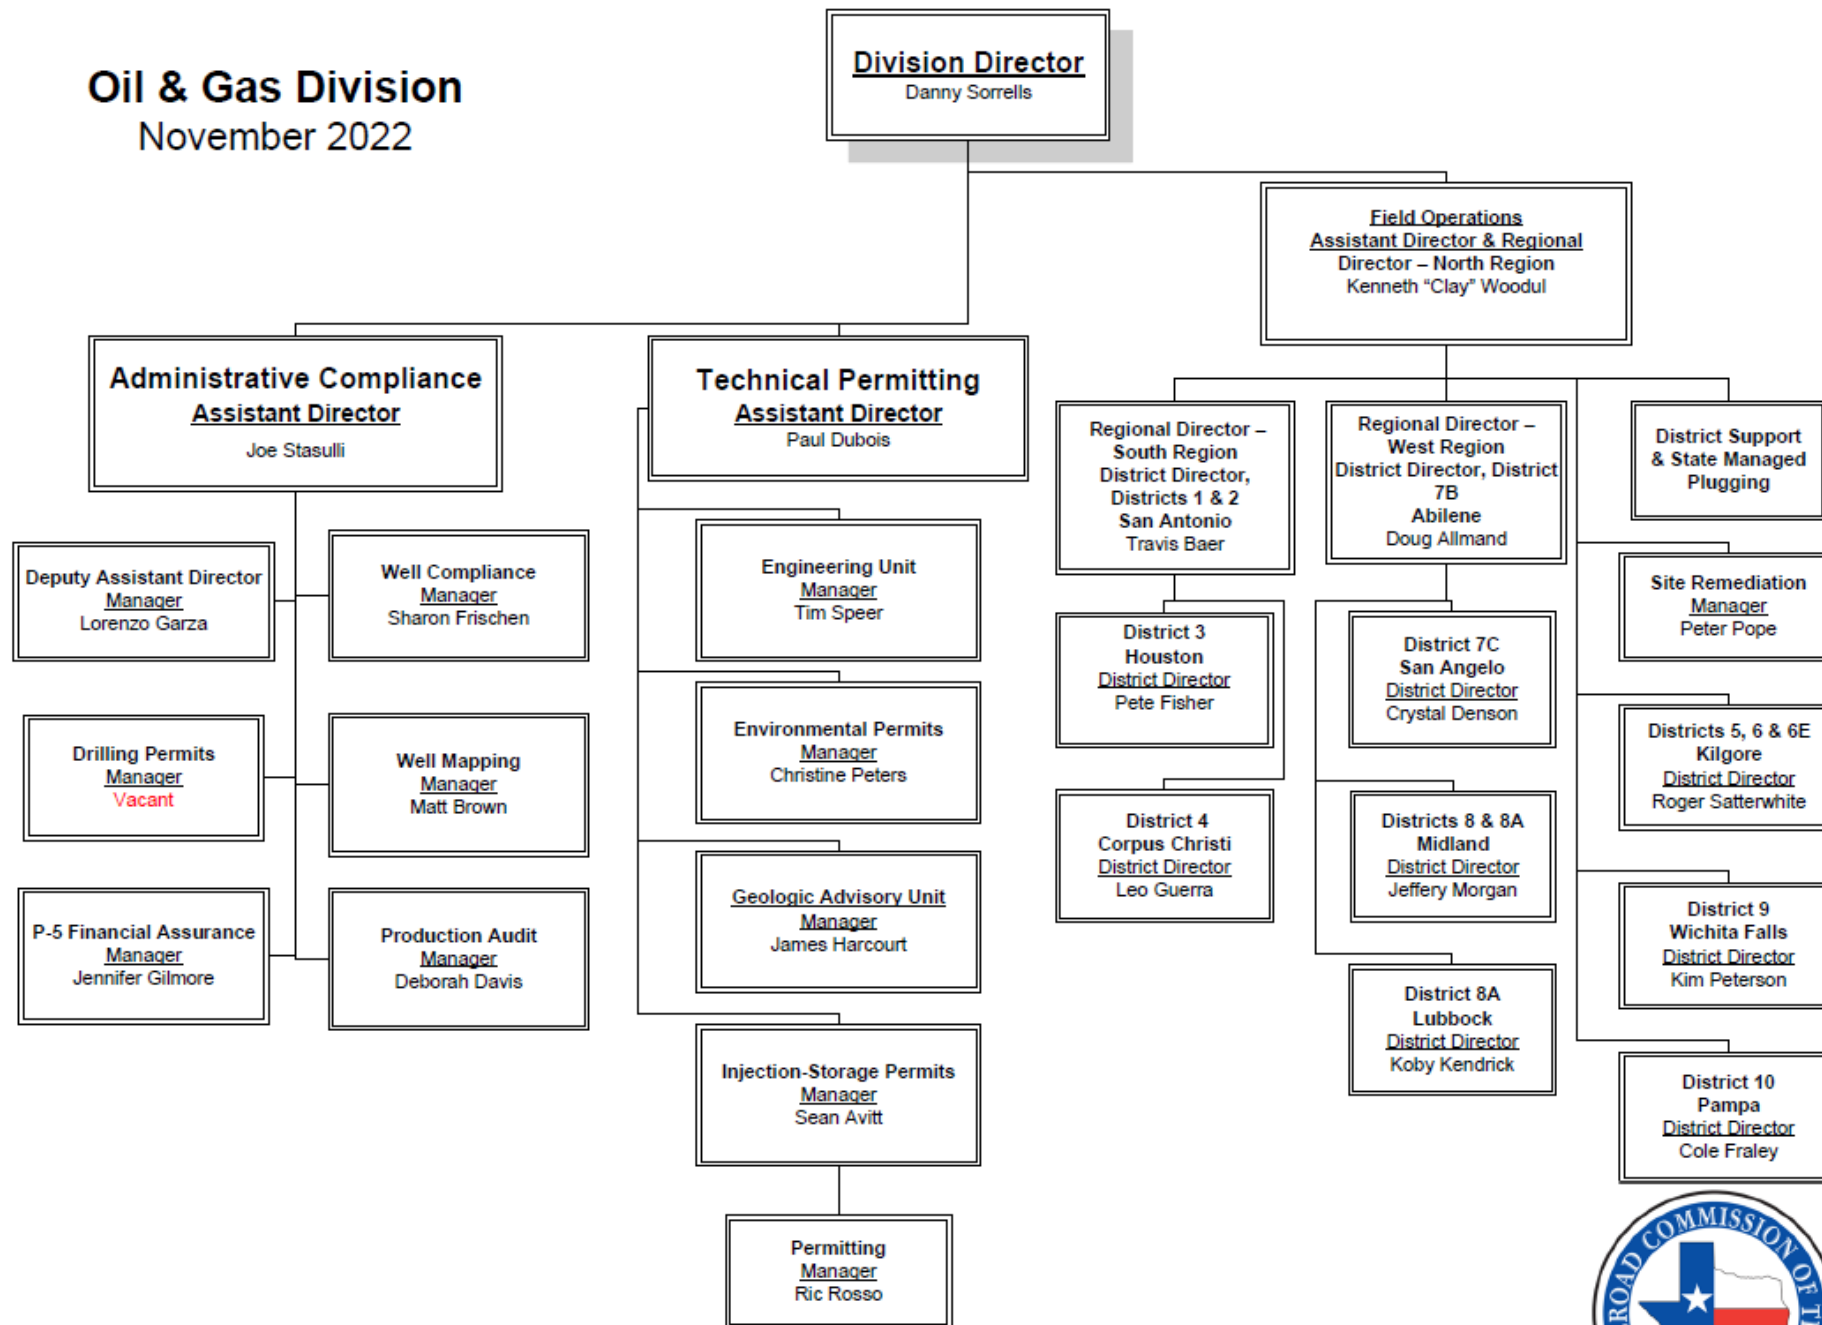 Oil & Gas Division
November 2022
Division Director
Danny Sorrells
Field Operations
Assistant Director & Regional
Director – North Region
Kenneth “Clay” Woodul
Administrative Compliance
Assistant Director
Joe Stasulli
Technical Permitting
Assistant Director
Paul Dubois
Regional Director –
South Region
District Director,
Districts 1 & 2
San Antonio
Travis Baer
Regional Director –
West Region
District Director, District
7B
Abilene
Doug Allmand
District Support
& State Managed
Plugging
Deputy Assistant Director
Manager
Lorenzo Garza
Well Compliance
Manager
Sharon Frischen
Engineering Unit
Manager
Tim Speer
District 3
Houston
District Director
Pete Fisher
District 7C
San Angelo
District Director
Crystal Denson
Site Remediation
Manager
Peter Pope
Drilling Permits
Manager
Vacant
Well Mapping
Manager
Matt Brown
Environmental Permits
Manager
Christine Peters
District 4
Corpus Christi
District Director
Leo Guerra
Districts 8 & 8A
Midland
District Director
Jeffery Morgan
Districts 5, 6 & 6E
Kilgore
District Director
Roger Satterwhite
P-5 Financial Assurance
Manager
Jennifer Gilmore
Production Audit
Manager
Deborah Davis
Geologic Advisory Unit
Manager
James Harcourt
District 8A
Lubbock
District Director
Koby Kendrick
District 9
Wichita Falls
District Director
Kim Peterson
Injection-Storage Permits
Manager
Sean Avitt
District 10
Pampa
District Director
Cole Fraley
Permitting
Manager
Ric Rosso
ROAD COMMISSION OF